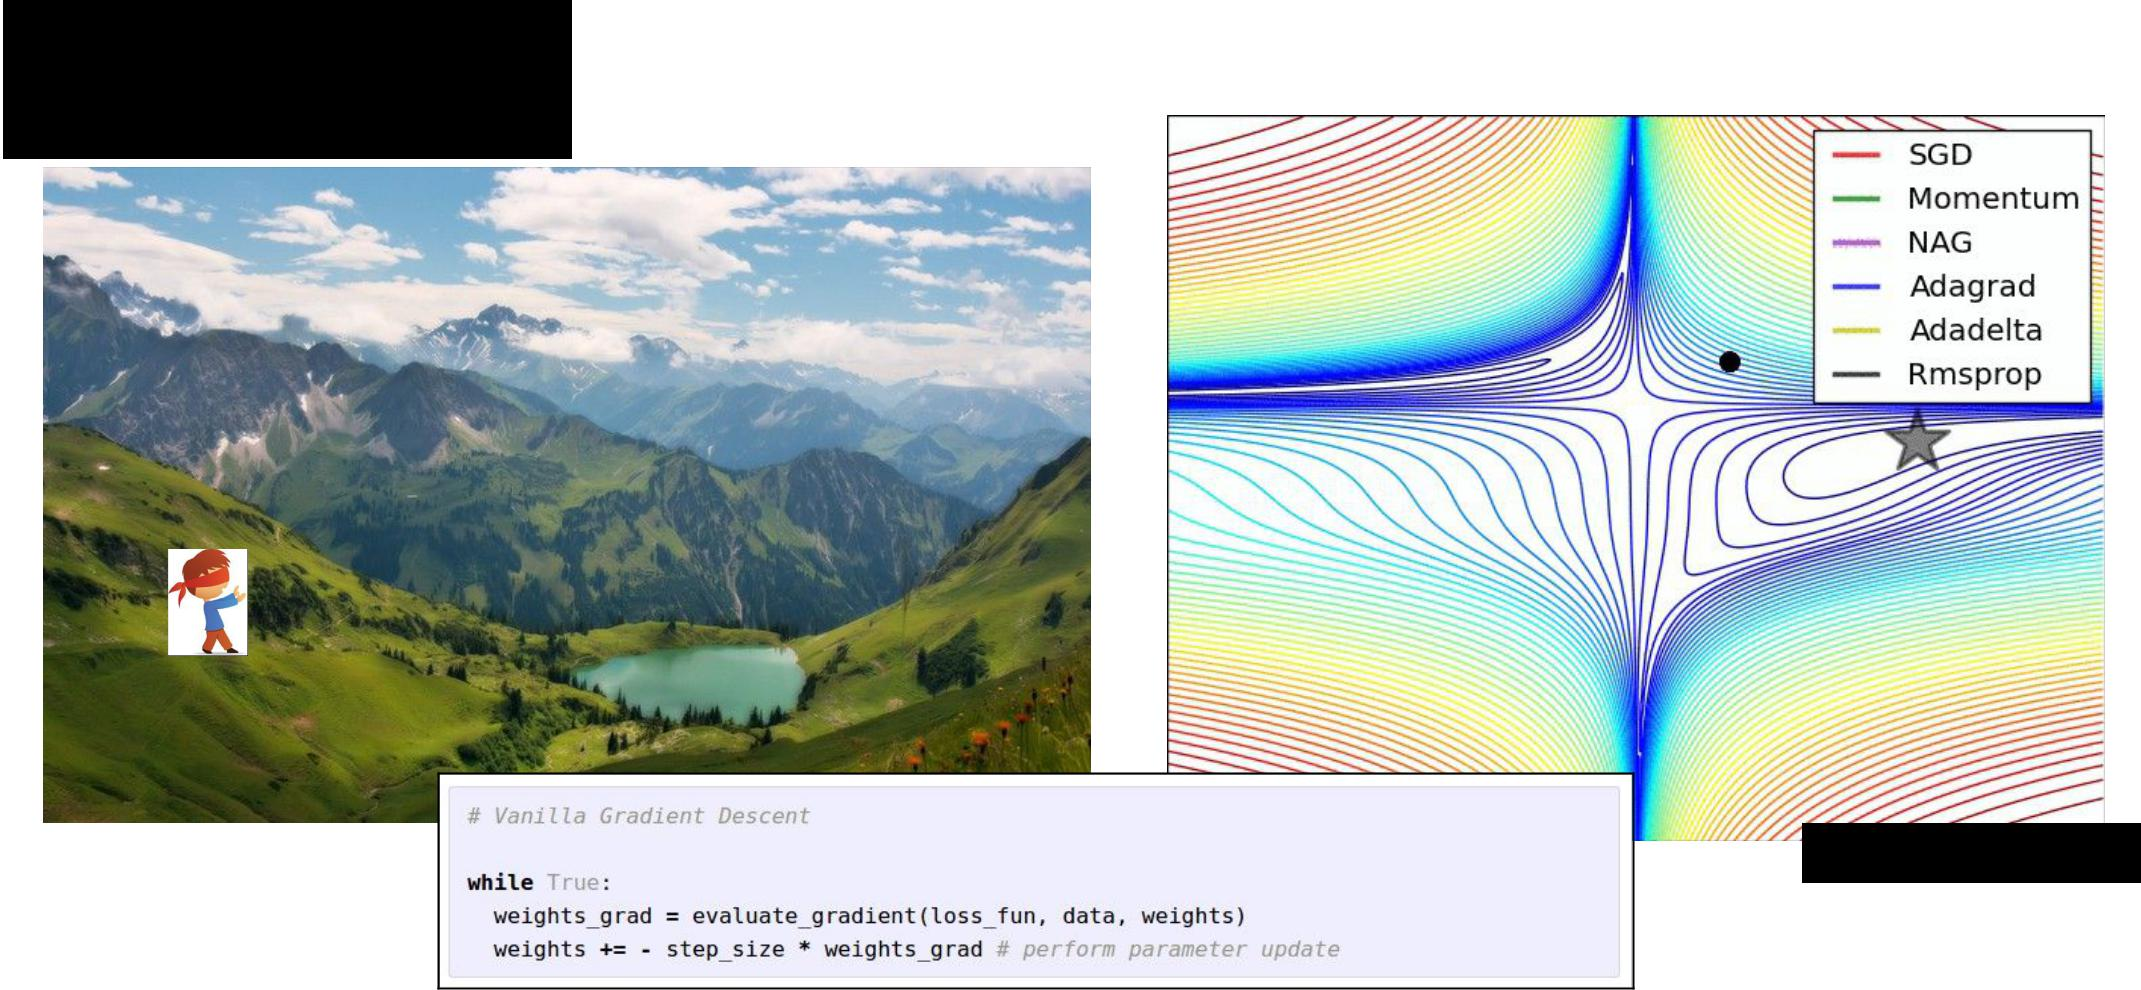 SGD
Momentum
NAG
Adagrad
Adadelta
Rmsprop
# Vanilla Gradient Descent
while True:
  weights_grad = evaluate_gradient(loss_fun, data, weights)
  weights += - step_size * weights_grad # perform parameter update